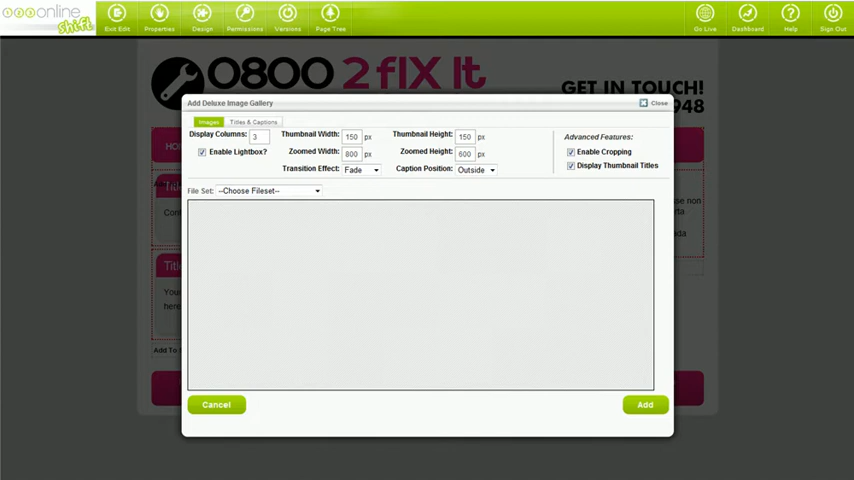 123 online
shift
Exit Edit
Properties
Design
Permissions
Versions
Page Tree
Go Live
Dashboard
Help
Sign Out
0800 2 fIX It
GET IN TOUCH!
948
Add Deluxe Image Gallery
Close
Images
Titles & Captions
Display Columns: 3
Thumbnail Width: 150 px
Thumbnail Height: 150 px
Advanced Features:
Enable Lightbox?
Zoomed Width: 800 px
Zoomed Height: 600 px
Enable Cropping
Transition Effect: Fade
Caption Position: Outside
Display Thumbnail Titles
File Set: --Choose Fileset--
Cancel
Add
Add To